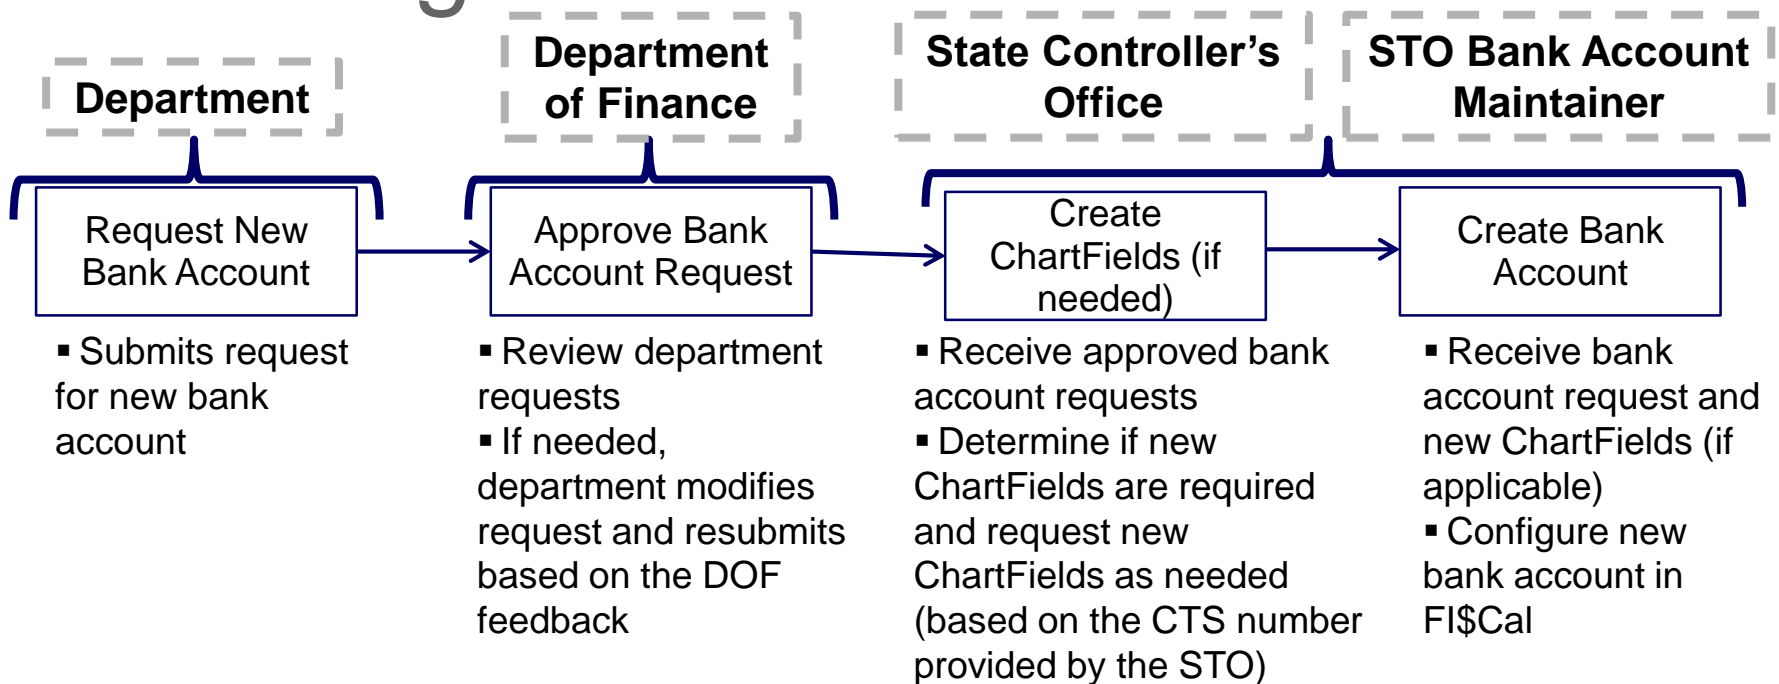 Department
Department
of Finance
State Controller’s
Office
STO Bank Account
Maintainer
Request New
Bank Account
Approve Bank
Account Request
Create
ChartFields (if
needed)
Create Bank
Account
▪ Submits request
for new bank
account
▪ Review department
requests
▪ If needed,
department modifies
request and resubmits
based on the DOF
feedback
▪ Receive approved bank
account requests
▪ Determine if new
ChartFields are required
and request new
ChartFields as needed
(based on the CTS number
provided by the STO)
▪ Receive bank
account request and
new ChartFields (if
applicable)
▪ Configure new
bank account in
FI$Cal